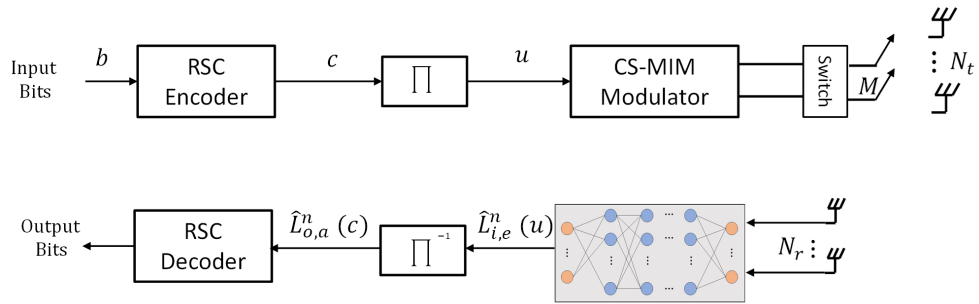 Input Bits
b
RSC Encoder
c
∏
u
CS-MIM Modulator
Switch
M
⋮ N_t
Output Bits
RSC Decoder
L̂^n_{o,a} (c)
∏^{-1}
L̂^n_{i,e} (u)
N_r ⋮